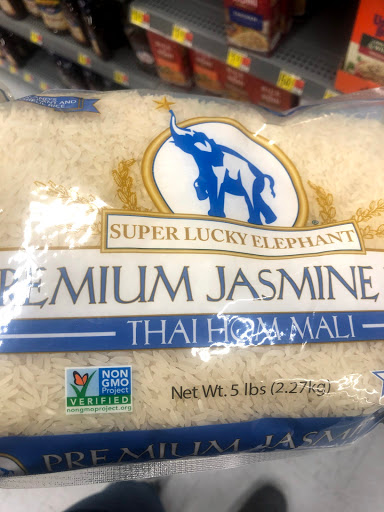 SUPER LUCKY ELEPHANT
PREMIUM JASMINE
THAI HOM MALI
NON
GMO
Project
VERIFIED
nongmoproject.org
Net Wt. 5 lbs (2.27kg)
PREMIUM JASMI